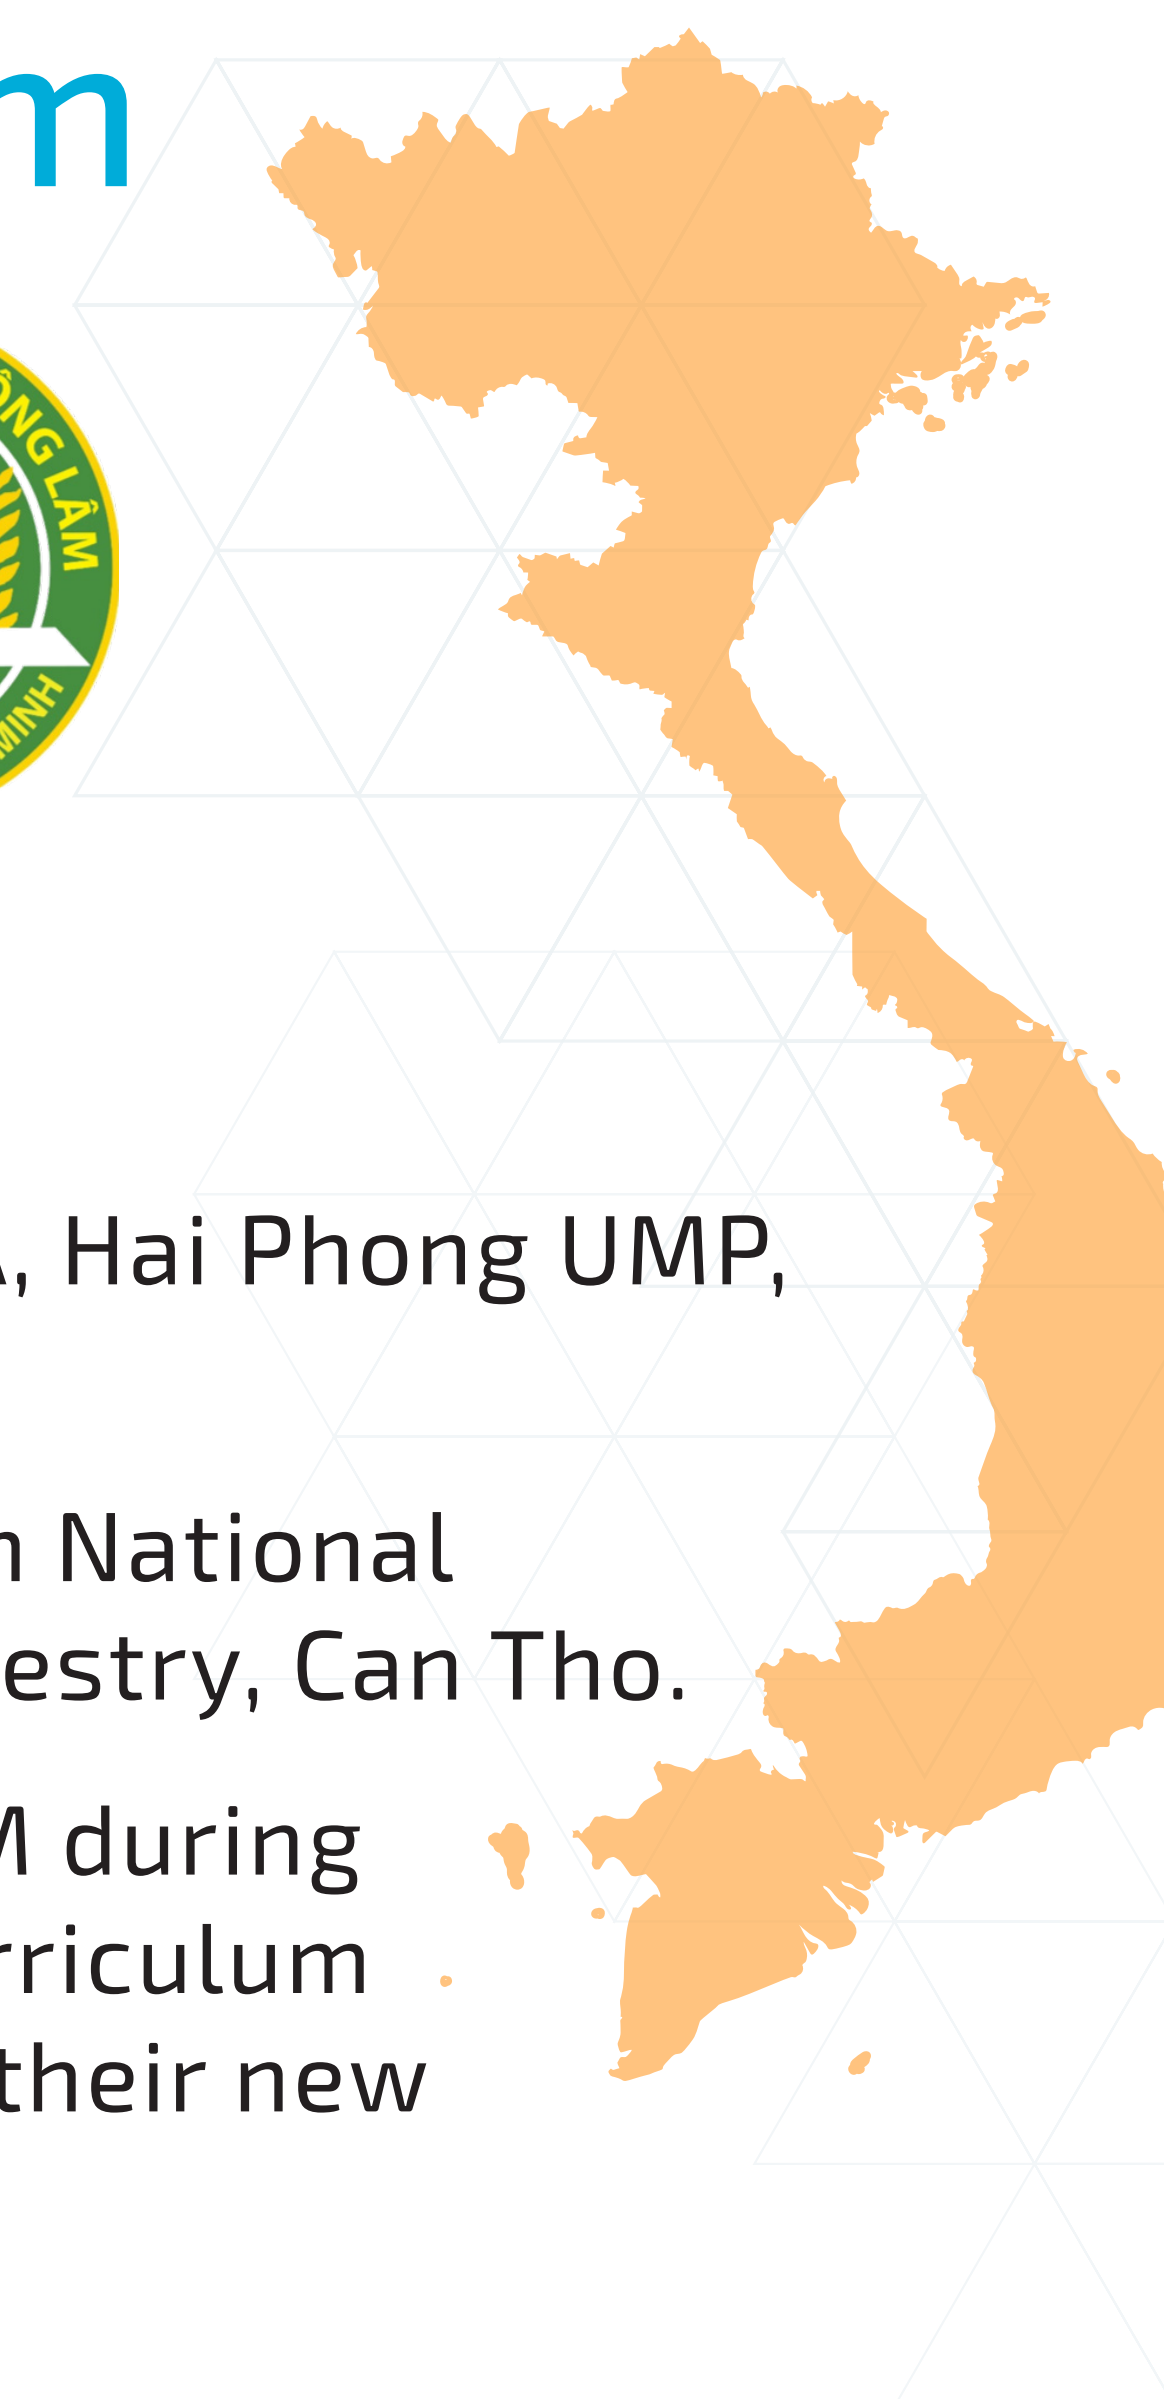 m
ÔNG LÂM
MINH
, Hai Phong UMP,
n National
estry, Can Tho.
M during
rriculum
their new